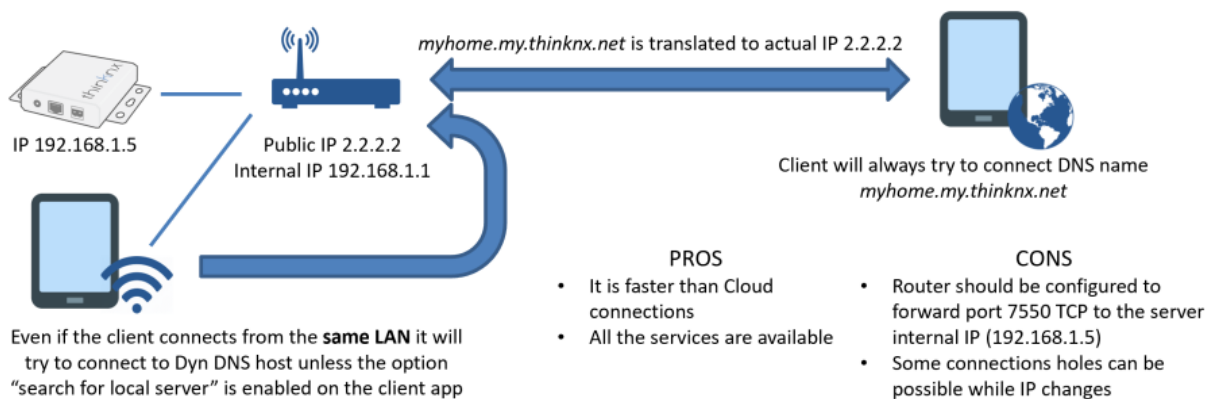 myhome.my.thinknx.net is translated to actual IP 2.2.2.2
thinknx
IP 192.168.1.5
Public IP 2.2.2.2
Internal IP 192.168.1.1
Client will always try to connect DNS name
myhome.my.thinknx.net
Even if the client connects from the same LAN it will
try to connect to Dyn DNS host unless the option
“search for local server” is enabled on the client app
PROS
• It is faster than Cloud
connections
• All the services are available
CONS
• Router should be configured to
forward port 7550 TCP to the server
internal IP (192.168.1.5)
• Some connections holes can be
possible while IP changes